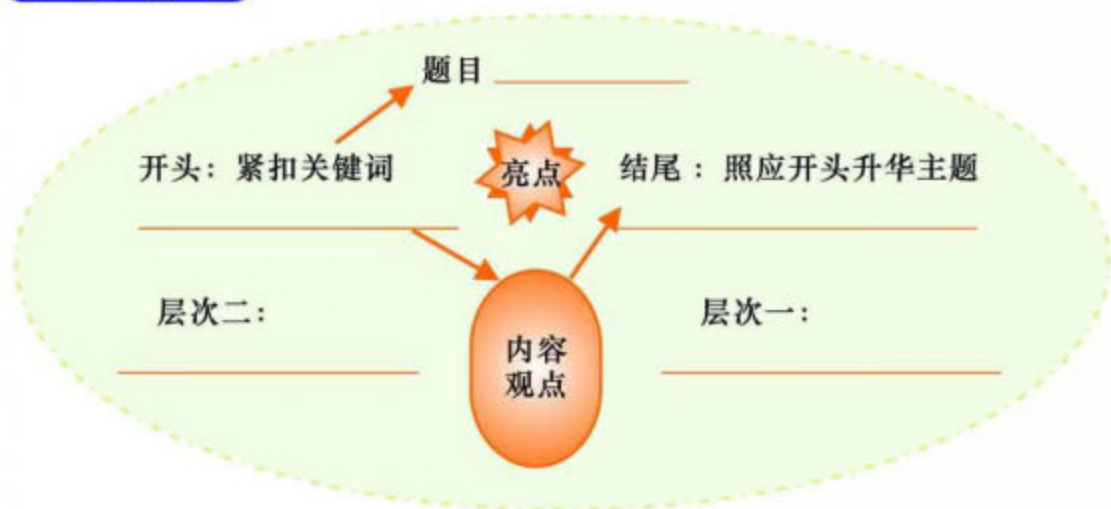 题目
开头：紧扣关键词
亮点
结尾：照应开头升华主题
层次二：
层次一：
内容
观点